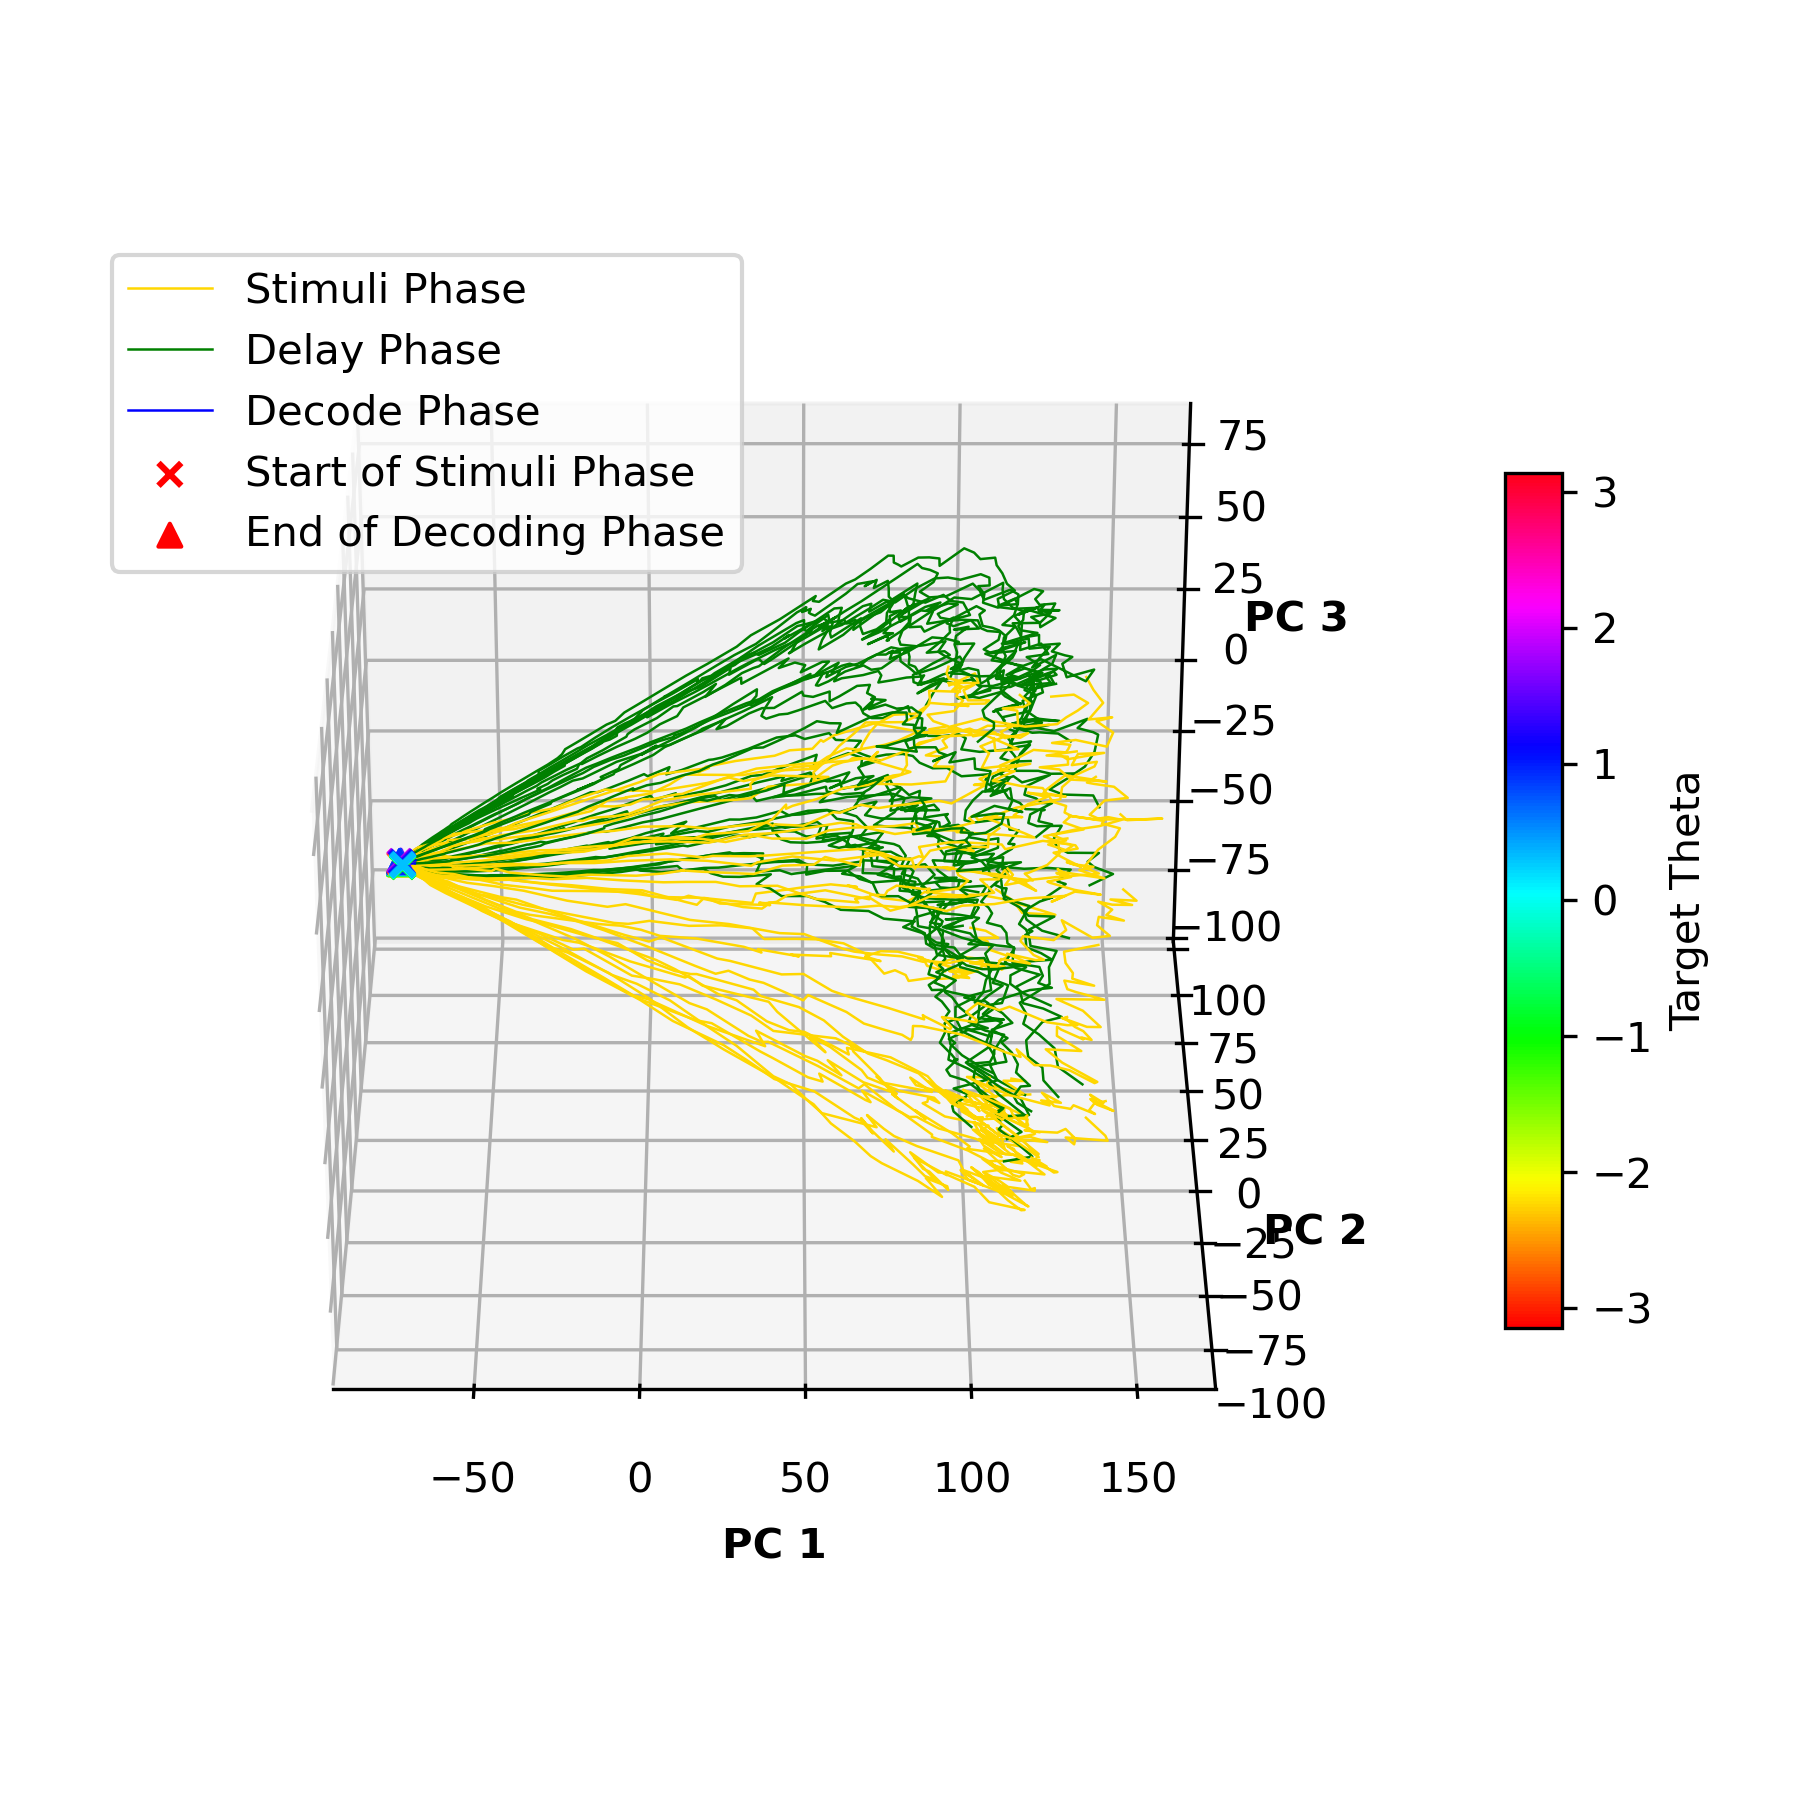 Stimuli Phase
Delay Phase
Decode Phase
Start of Stimuli Phase
End of Decoding Phase
75
50
25
0
−25
−50
−75
−100
PC 3
100
75
50
25
0
−25
−50
−75
−100
PC 2
−50 0 50 100 150
PC 1
3
2
1
0
−1
−2
−3
Target Theta